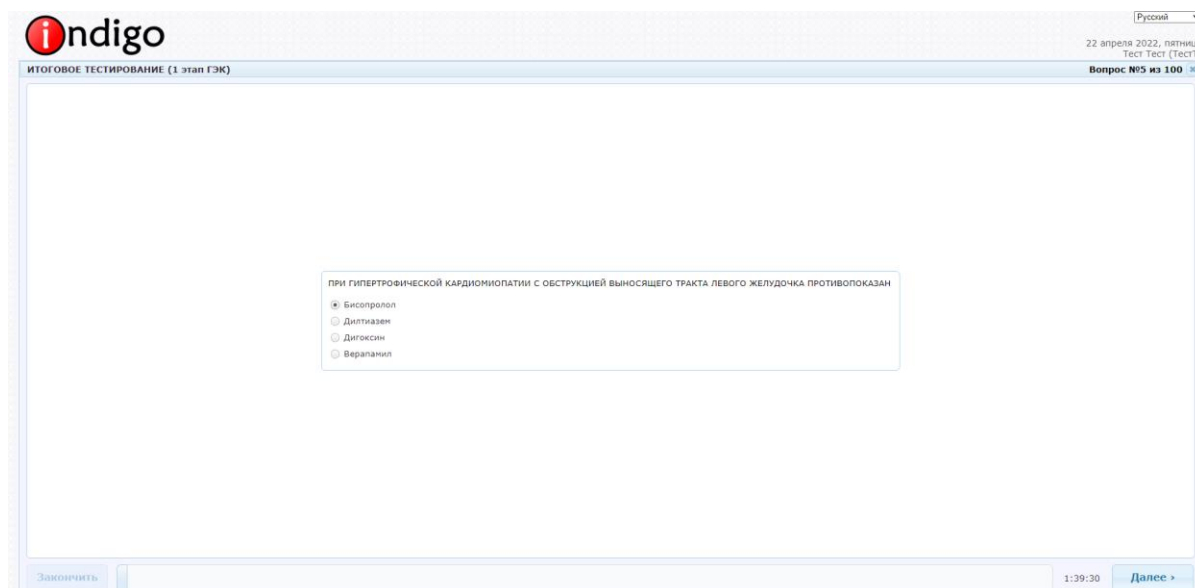 indigo
Русский
22 апреля 2022, пятниц
Тест Тест (Тест
ИТОГОВОЕ ТЕСТИРОВАНИЕ (1 этап ГЭК)
Вопрос №5 из 100
ПРИ ГИПЕРТРОФИЧЕСКОЙ КАРДИОМИОПАТИИ С ОБСТРУКЦИЕЙ ВЫНОСЯЩЕГО ТРАКТА ЛЕВОГО ЖЕЛУДОЧКА ПРОТИВОПОКАЗАН
Бисопролол
Дилтиазем
Дигоксин
Верапамил
Закончить
1:39:30
Далее ›